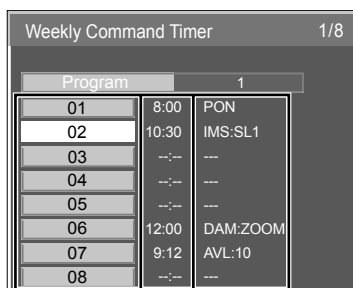 Weekly Command Timer 1/8
Program 1
01 8:00 PON
02 10:30 IMS:SL1
03 --:-- ---
04 --:-- ---
05 --:-- ---
06 12:00 DAM:ZOOM
07 9:12 AVL:10
08 --:-- ---